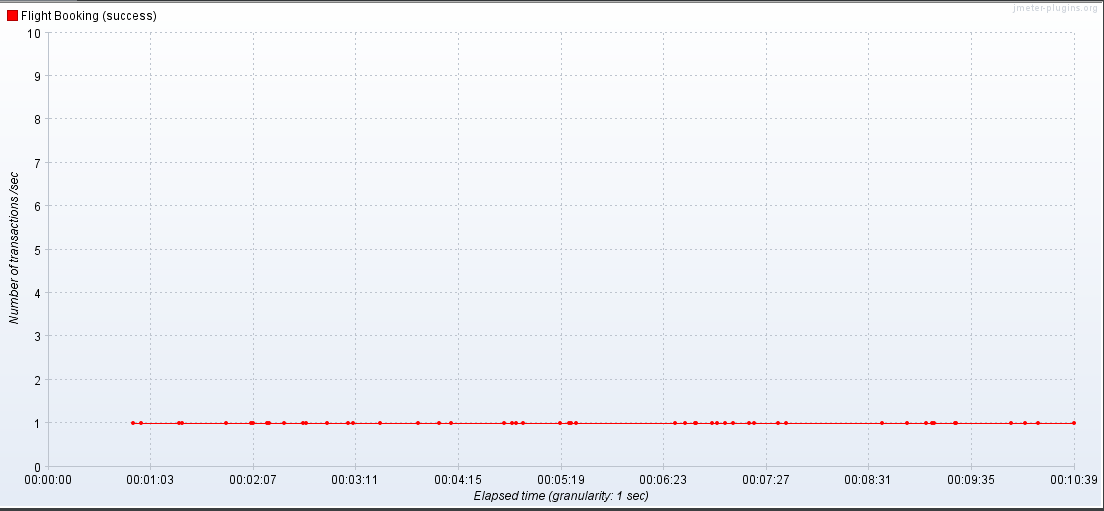 jmeter-plugins.org
Flight Booking (success)
10
9
8
7
6
5
4
3
2
1
0
Number of transactions /sec
00:00:00 00:01:03 00:02:07 00:03:11 00:04:15 00:05:19 00:06:23 00:07:27 00:08:31 00:09:35 00:10:39
Elapsed time (granularity: 1 sec)